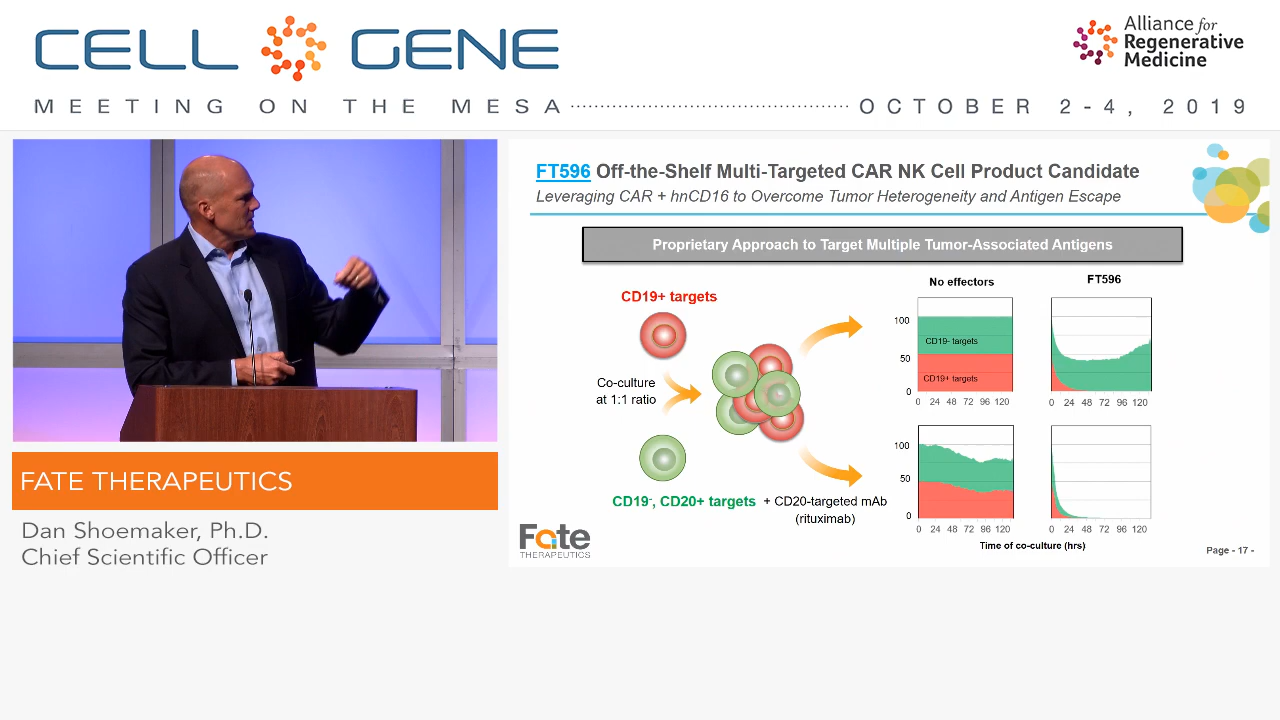 CELL GENE
MEETING ON THE MESA OCTOBER 2-4, 2019
Alliance for
Regenerative
Medicine
FT596 Off-the-Shelf Multi-Targeted CAR NK Cell Product Candidate
Leveraging CAR + hnCD16 to Overcome Tumor Heterogeneity and Antigen Escape
Proprietary Approach to Target Multiple Tumor-Associated Antigens
No effectors
FT596
CD19+ targets
Co-culture
at 1:1 ratio
100
50
0
CD19- targets
CD19+ targets
0 24 48 72 96 120
0 24 48 72 96 120
100
50
0
0 24 48 72 96 120
0 24 48 72 96 120
Time of co-culture (hrs)
CD19-, CD20+ targets + CD20-targeted mAb
(rituximab)
Fate
THERAPEUTICS
Page - 17 -
FATE THERAPEUTICS
Dan Shoemaker, Ph.D.
Chief Scientific Officer